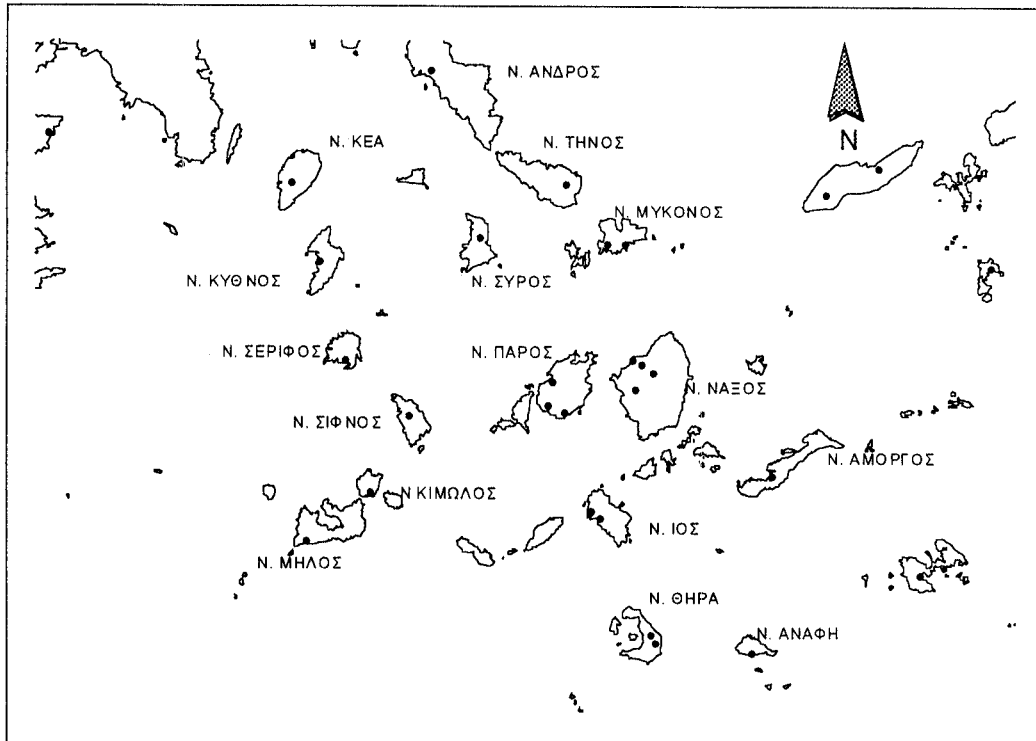 Ν. ΑΝΔΡΟΣ
Ν. ΚΕΑ
Ν. ΤΗΝΟΣ
N
Ν. ΜΥΚΟΝΟΣ
Ν. ΚΥΘΝΟΣ
Ν. ΣΥΡΟΣ
Ν. ΣΕΡΙΦΟΣ
Ν. ΠΑΡΟΣ
Ν. ΝΑΞΟΣ
Ν. ΣΙΦΝΟΣ
Ν. ΑΜΟΡΓΟΣ
Ν ΚΙΜΩΛΟΣ
Ν. ΙΟΣ
Ν. ΜΗΛΟΣ
Ν. ΘΗΡΑ
Ν. ΑΝΑΦΗ